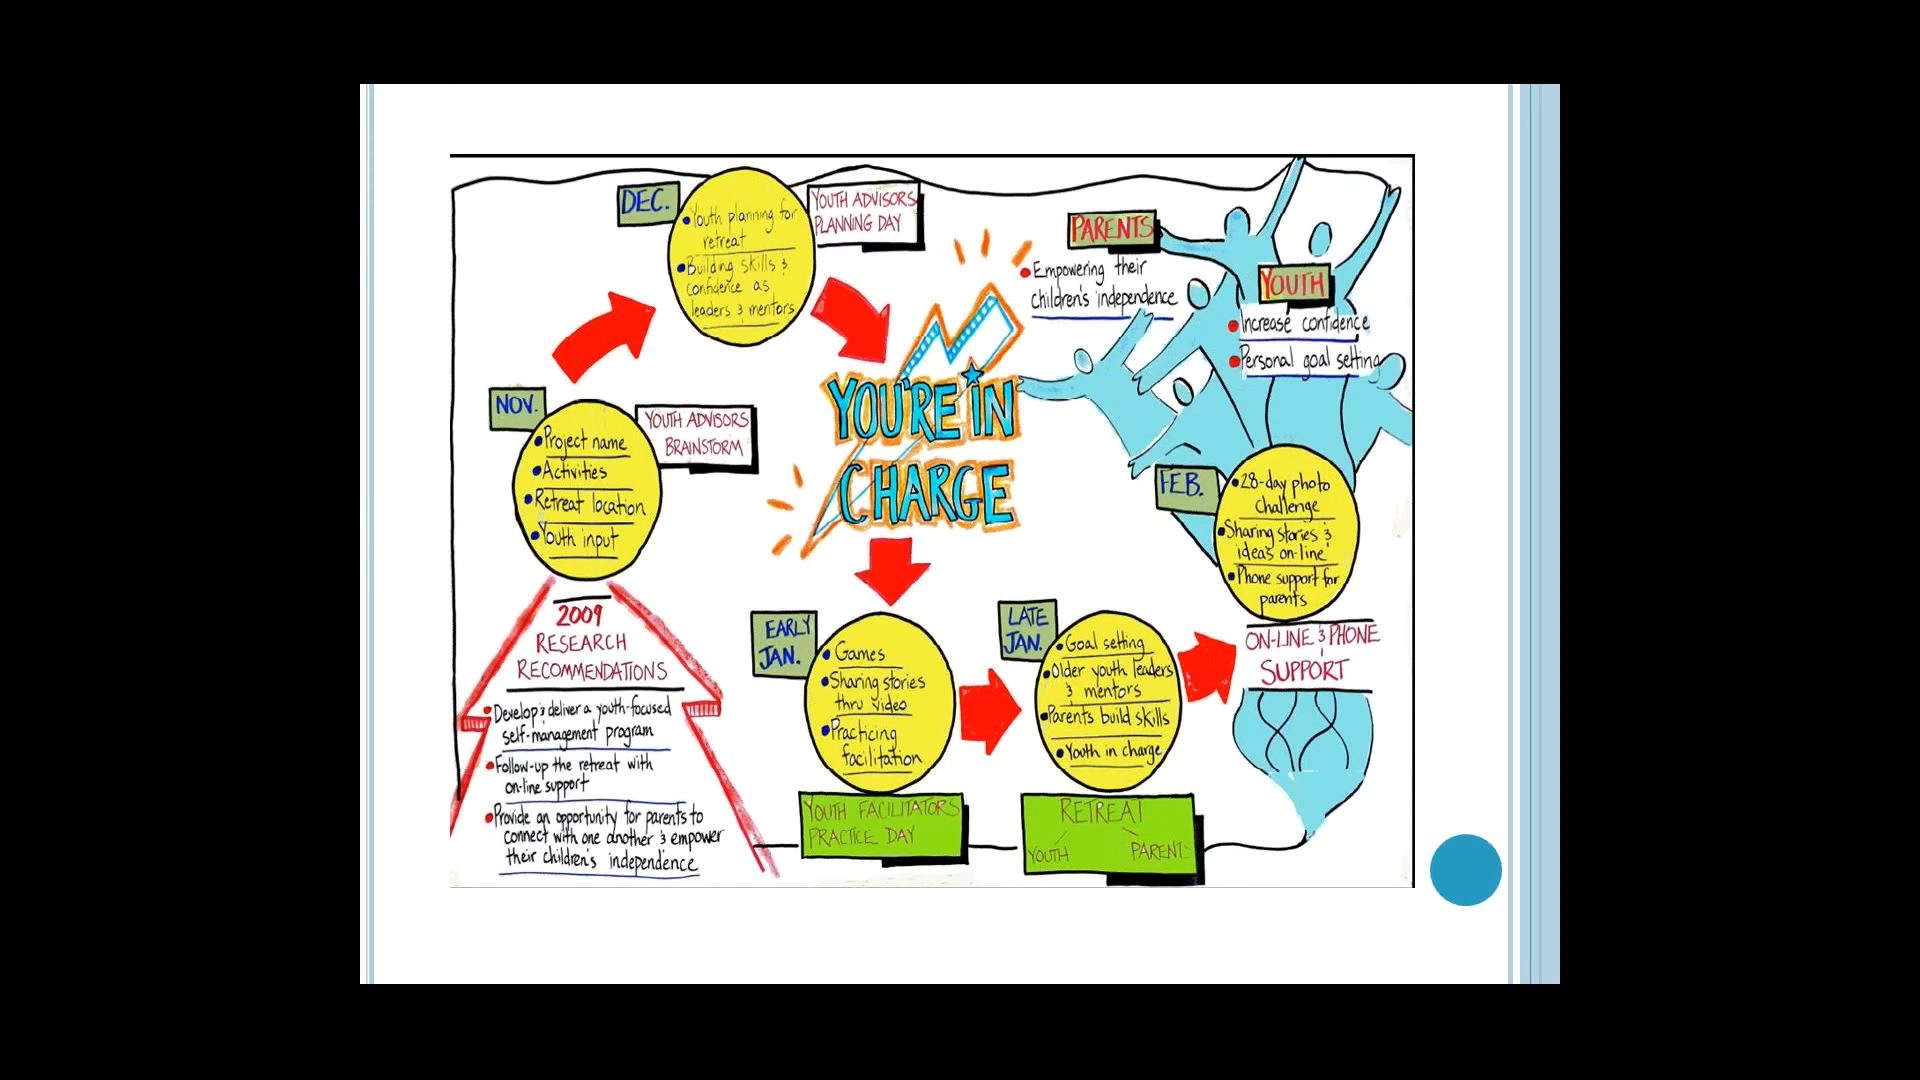 DEC.
Youth planning for
retreat
Building skills &
confidence as
leaders & mentors
YOUTH ADVISORS
PLANNING DAY
PARENTS
Empowering their
children's independence
YOUTH
Increase confidence
Personal goal setting
NOV.
Project name
Activities
Retreat location
Youth input
YOUTH ADVISORS
BRAINSTORM
YOU'RE IN
CHARGE
FEB.
28-day photo
challenge
Sharing stories &
ideas on-line
Phone support for
parents
ON-LINE & PHONE
SUPPORT
2009
RESEARCH
RECOMMENDATIONS
Develop & deliver a youth-focused
self-management program
Follow-up the retreat with
on-line support
Provide an opportunity for parents to
connect with one another & empower
their children's independence
EARLY
JAN.
Games
Sharing stories
thru video
Practicing
facilitation
YOUTH FACILITATORS
PRACTICE DAY
LATE
JAN.
Goal setting
Older youth leaders
& mentors
Parents build skills
Youth in charge
RETREAT
YOUTH PARENTS